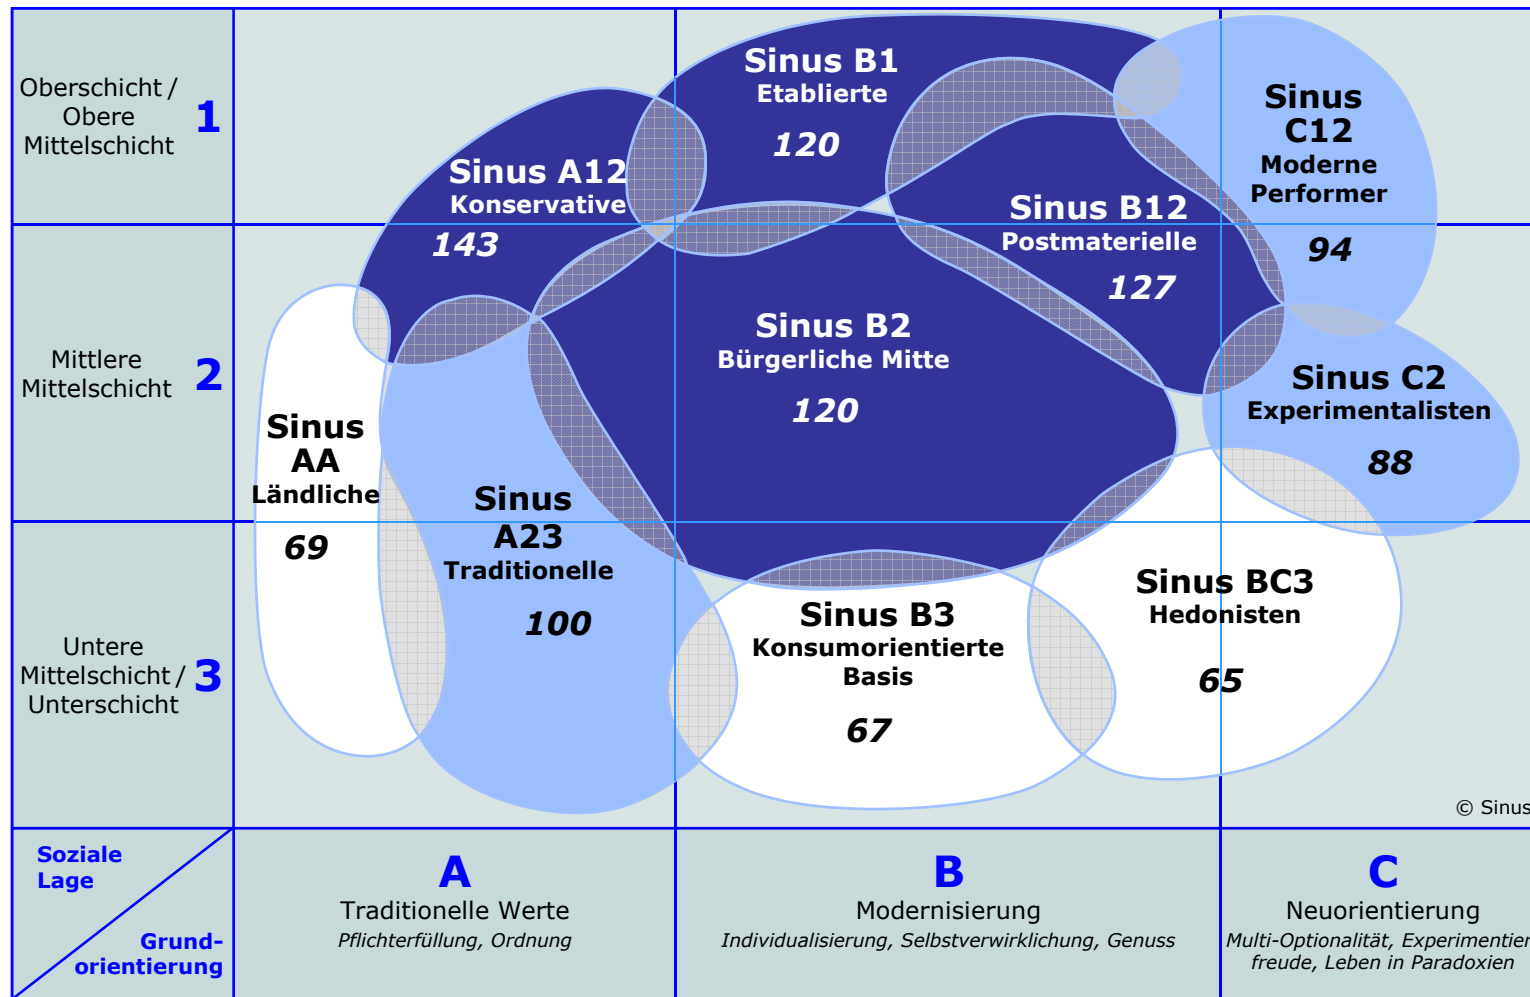 Oberschicht /
Obere
Mittelschicht
1
Sinus B1
Etablierte
120
Sinus
C12
Moderne
Performer
94
Sinus A12
Konservative
143
Sinus B12
Postmaterielle
127
Mittlere
Mittelschicht
2
Sinus B2
Bürgerliche Mitte
120
Sinus C2
Experimentalisten
88
Sinus
AA
Ländliche
69
Sinus
A23
Traditionelle
100
Untere
Mittelschicht /
Unterschicht
3
Sinus B3
Konsumorientierte
Basis
67
Sinus BC3
Hedonisten
65
© Sinus
Soziale
Lage
Grund-
orientierung
A
Traditionelle Werte
Pflichterfüllung, Ordnung
B
Modernisierung
Individualisierung, Selbstverwirklichung, Genuss
C
Neuorientierung
Multi-Optionalität, Experimentier
freude, Leben in Paradoxien